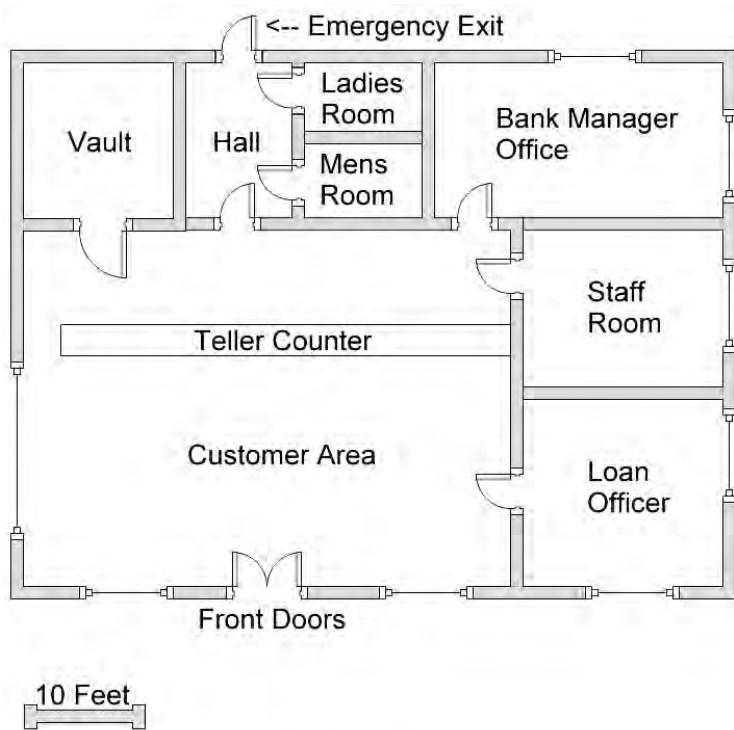 <-- Emergency Exit
Vault
Hall
Ladies
Room
Mens
Room
Bank Manager
Office
Staff
Room
Teller Counter
Customer Area
Loan
Officer
Front Doors
10 Feet